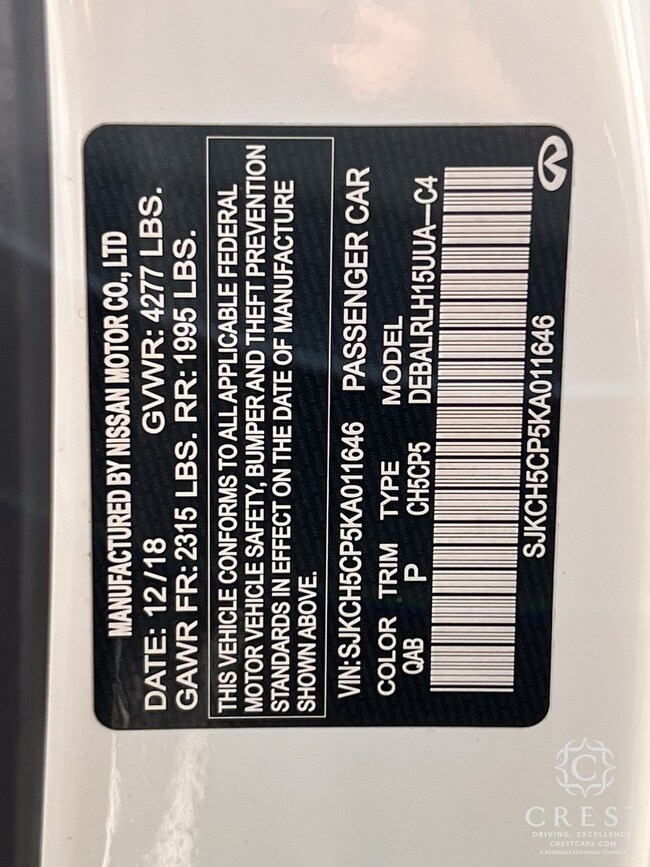 MANUFACTURED BY NISSAN MOTOR CO., LTD
DATE: 12/18 GVWR: 4277 LBS.
GAWR FR: 2315 LBS. RR: 1995 LBS.
THIS VEHICLE CONFORMS TO ALL APPLICABLE FEDERAL
MOTOR VEHICLE SAFETY, BUMPER AND THEFT PREVENTION
STANDARDS IN EFFECT ON THE DATE OF MANUFACTURE
SHOWN ABOVE.
VIN: SJKCH5CP5KA011646 PASSENGER CAR
COLOR TRIM TYPE MODEL
QAB P CH5CP5 DEBALRLH15UUA-C4
SJKCH5CP5KA011646
CREST
DRIVING. EXCELLENCE.
CRESTCARS.COM